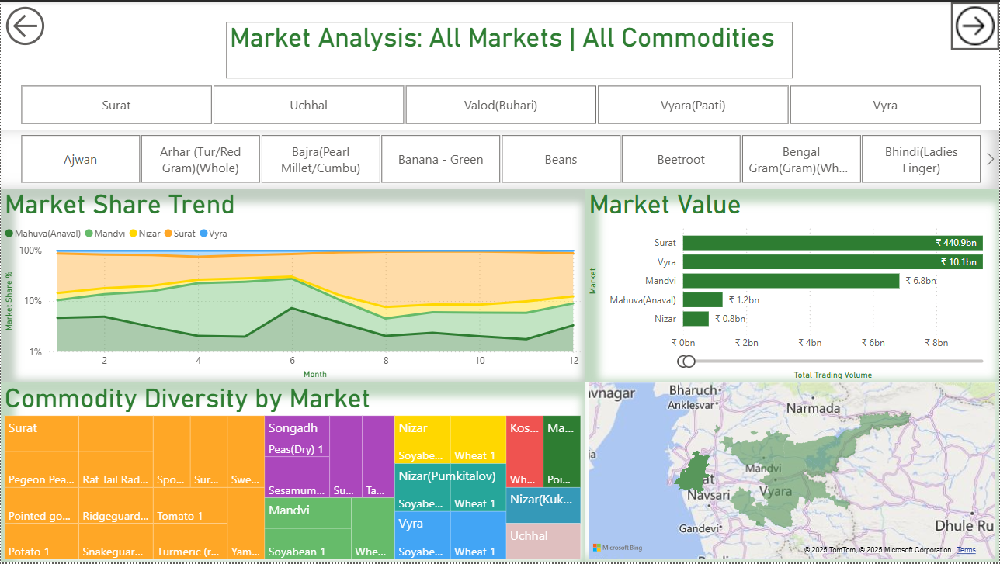 Market Analysis: All Markets | All Commodities
Surat
Uchhal
Valod(Buhari)
Vyara(Paati)
Vyra
Ajwan
Arhar (Tur/Red
Gram)(Whole)
Bajra(Pearl
Millet/Cumbu)
Banana - Green
Beans
Beetroot
Bengal
Gram(Gram)(Wh...
Bhindi(Ladies
Finger)
Market Share Trend
Mahuva(Anaval) Mandvi Nizar Surat Vyra
Market Share %
100%
10%
1%
2 4 6 8 10 12
Month
Market Value
Market
Surat ₹ 440.9bn
Vyra ₹ 10.1bn
Mandvi ₹ 6.8bn
Mahuva(Anaval) ₹ 1.2bn
Nizar ₹ 0.8bn
₹ 0bn ₹ 2bn ₹ 4bn ₹ 6bn ₹ 8bn
Total Trading Volume
Commodity Diversity by Market
Surat
Pegeon Pea...
Rat Tail Rad...
Spo...
Sur...
Swe...
Pointed go...
Ridgeguard...
Tomato 1
Potato 1
Snakeguar...
Turmeric (r...
Yam...
Songadh
Peas(Dry) 1
Sesamum...
Su...
Ta...
Mandvi
Soyabean 1
Whe...
Nizar
Soyabe...
Wheat 1
Nizar(Pumkitalov)
Soyabe...
Wheat 1
Vyra
Soyabe...
Wheat 1
Kos...
Wh...
Ma...
Poi...
Nizar(Kuk...
Uchhal
avnagar
Bharuch
Anklesvar
Narmada
ja
Mandvi
at
Navsari
Vyara
Gandevi
Dhule Ru
Microsoft Bing
© 2025 TomTom, © 2025 Microsoft Corporation Terms